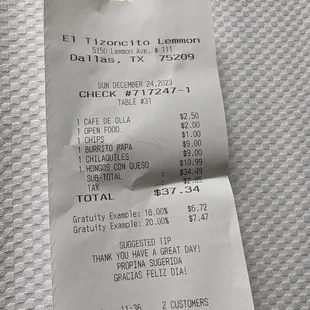 El Tizoncito Lemmon
5150 Lemmon Ave. # 111
Dallas, TX 75209
SUN DECEMBER 24,2023
CHECK #717247-1
TABLE #31
1 CAFE DE OLLA $2.50
1 OPEN FOOD $2.00
1 CHIPS $1.00
1 BURRITO PAPA $9.00
1 CHILAQUILES $9.00
1 HONGOS CON QUESO $10.99
SUB-TOTAL : $34.49
TAX : $2.85
TOTAL $37.34
Gratuity Example: 18.00% $6.72
Gratuity Example: 20.00% $7.47
SUGGESTED TIP
THANK YOU HAVE A GREAT DAY!
PROPINA SUGERIDA
GRACIAS FELIZ DIA!
11:36 2 CUSTOMERS